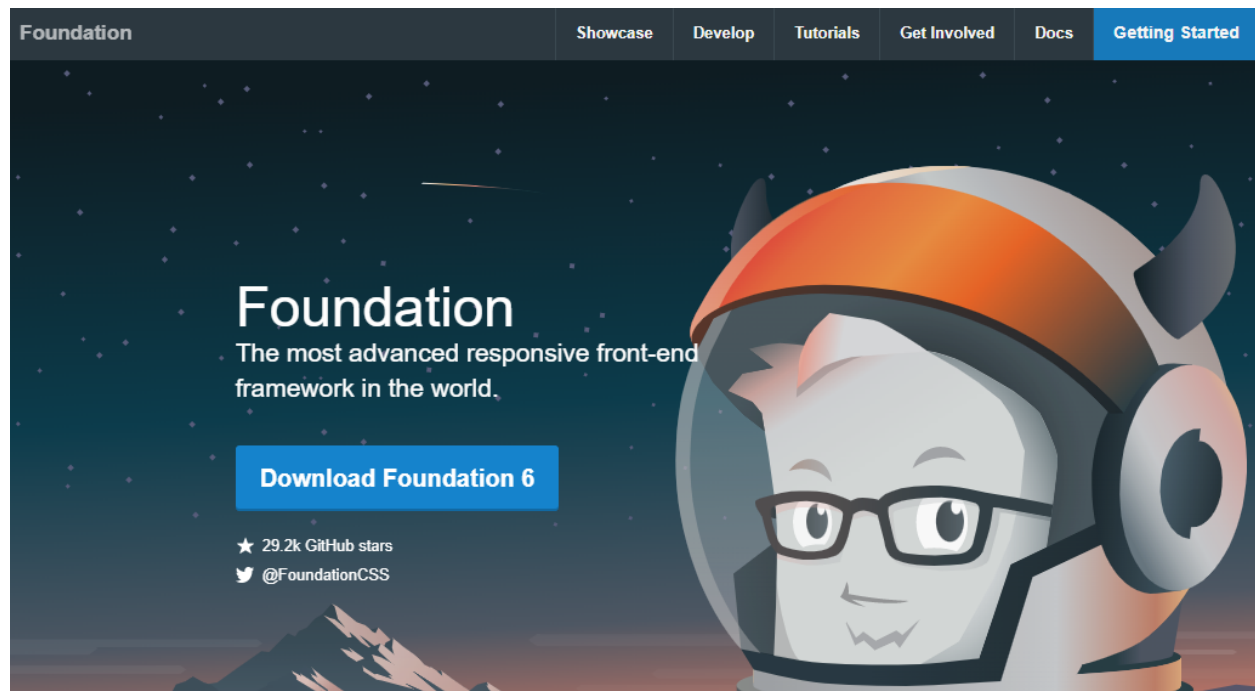 Foundation
Showcase
Develop
Tutorials
Get Involved
Docs
Getting Started
Foundation
The most advanced responsive front-end
framework in the world.
Download Foundation 6
29.2k GitHub stars
@FoundationCSS